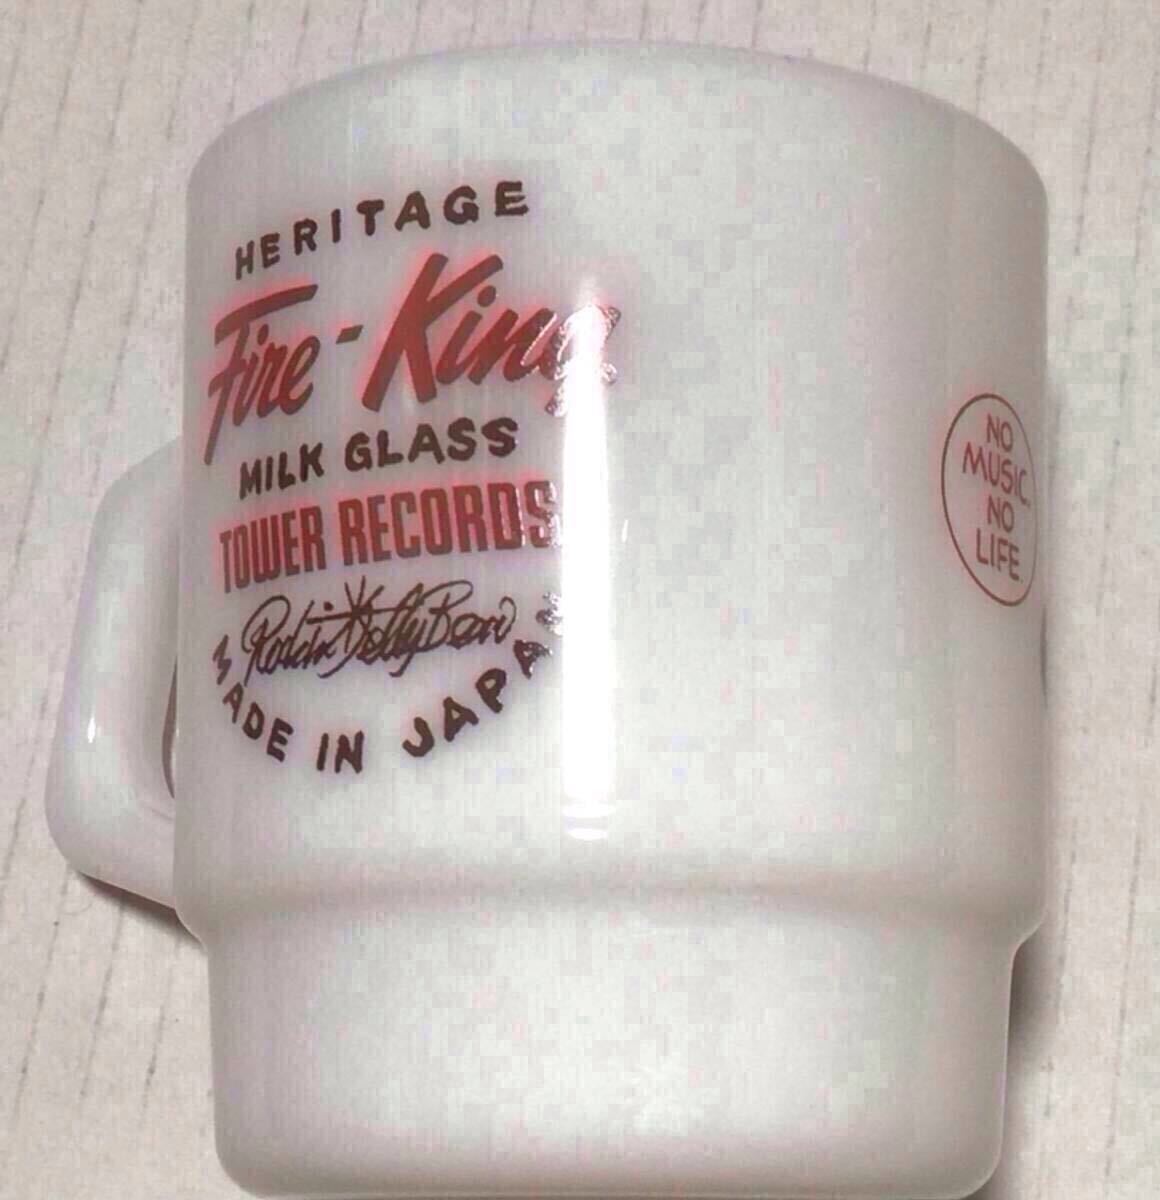 HERITAGE
Fire-King
MILK GLASS
TOWER RECORDS
MADE IN JAPAN
NO
MUSIC.
NO
LIFE.